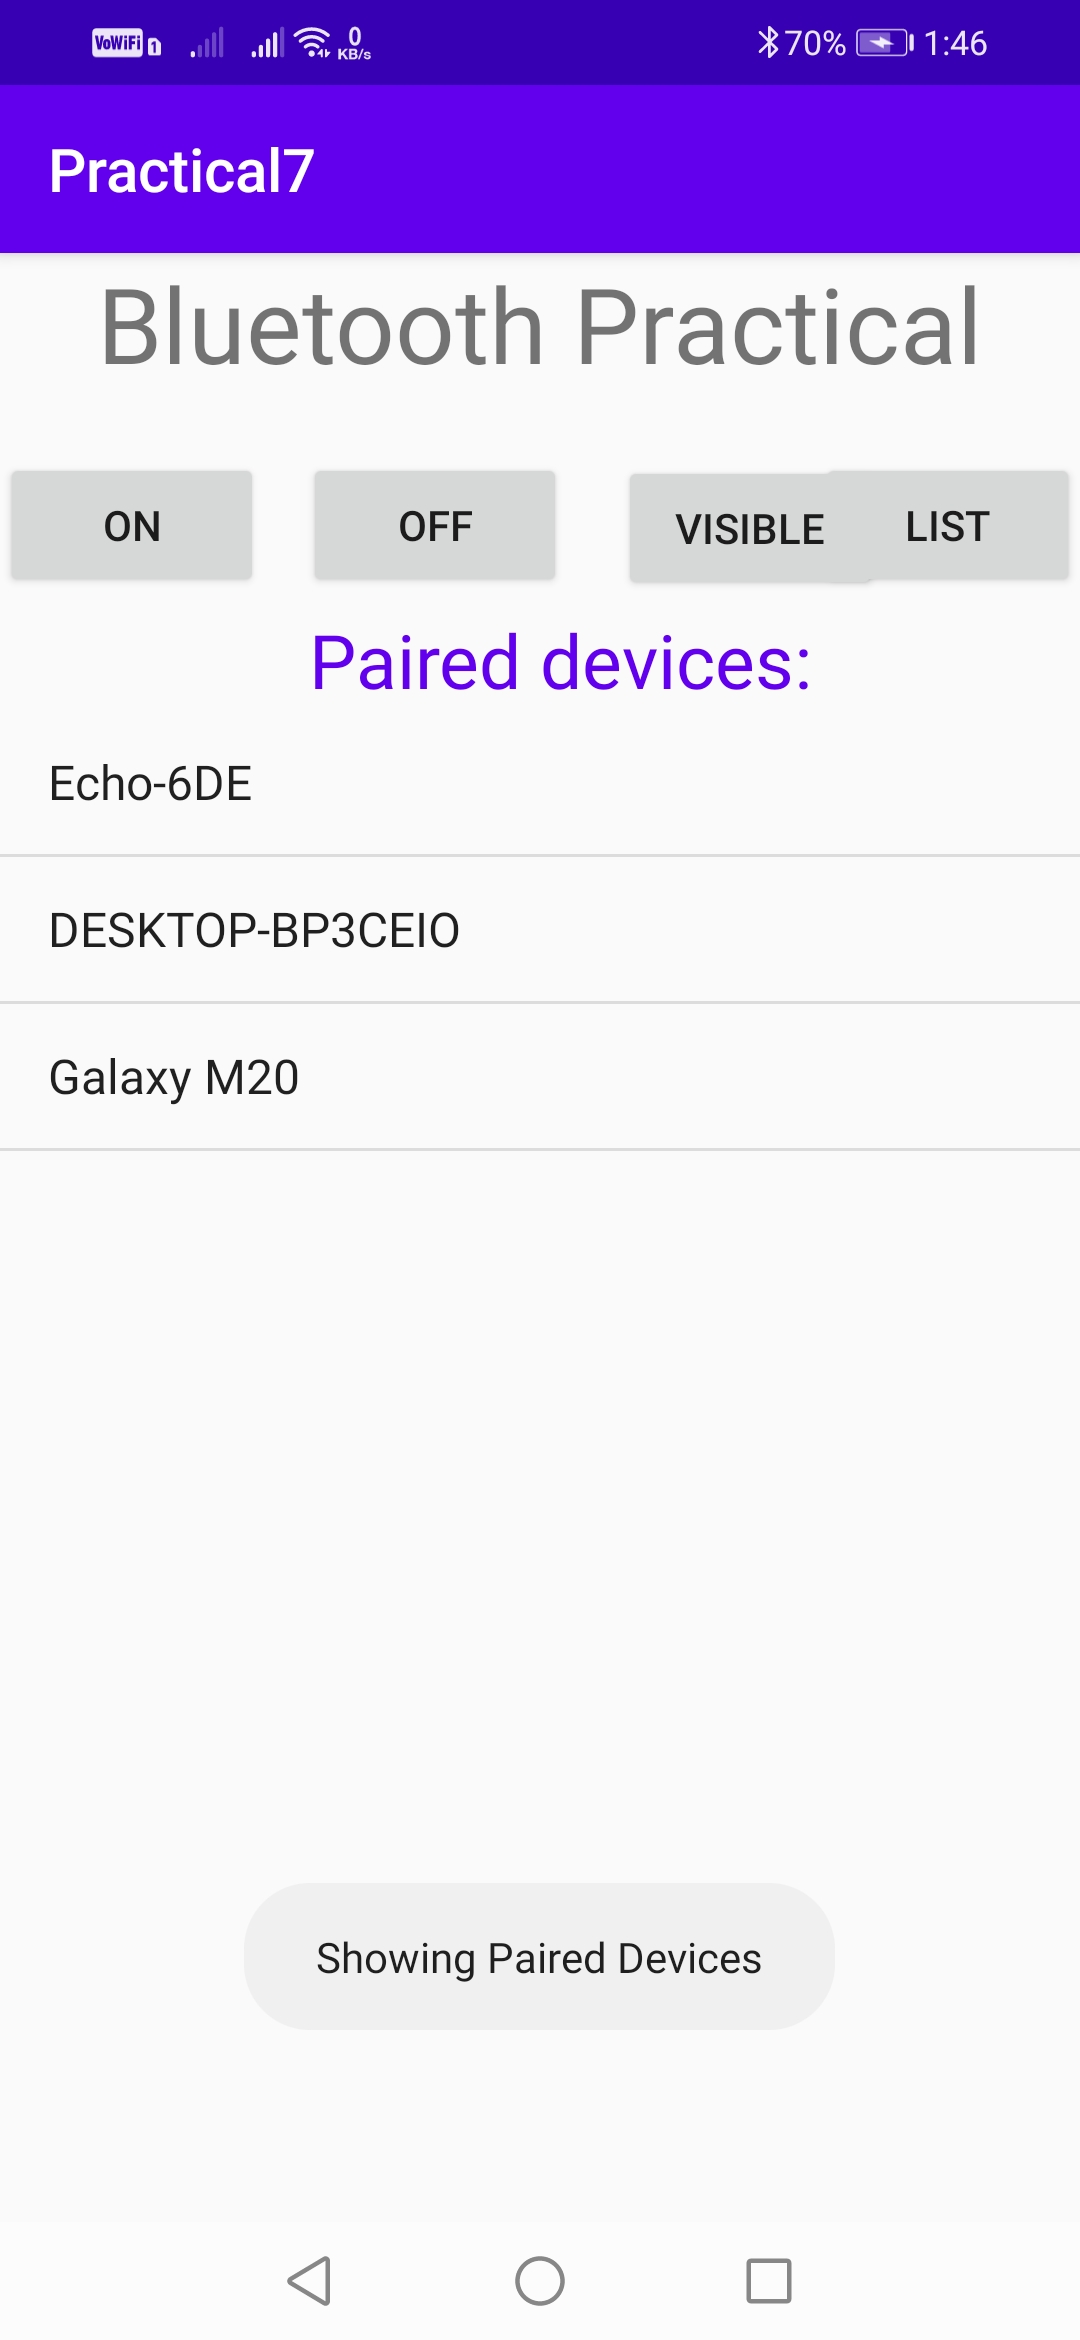 VoWiFi 1 0 KB/s 70% 1:46
Practical7
Bluetooth Practical
ON OFF VISIBLE LIST
Paired devices:
Echo-6DE
DESKTOP-BP3CEIO
Galaxy M20
Showing Paired Devices